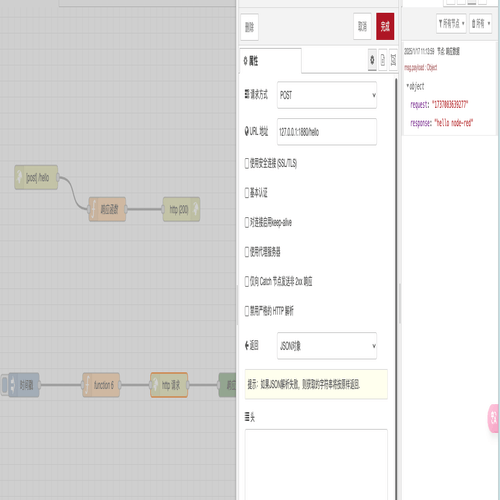 删除
取消
完成
属性
请求方式
POST
URL 地址
127.0.0.1:1880/hello
使用安全连接 (SSL/TLS)
基本认证
对连接启用keep-alive
使用代理服务器
仅向 Catch 节点发送非 2xx 响应
禁用严格的 HTTP 解析
返回
JSON对象
提示：如果JSON解析失败，则获取的字符串将按原样返回.
头
[post] /hello
响应函数
http (200)
时间戳
function 6
http 请求
所有节点
所有
2025/1/17 11:13:59 节点: 响应数据
msg.payload : Object
object
request: "1737083639277"
response: "hello node-red"